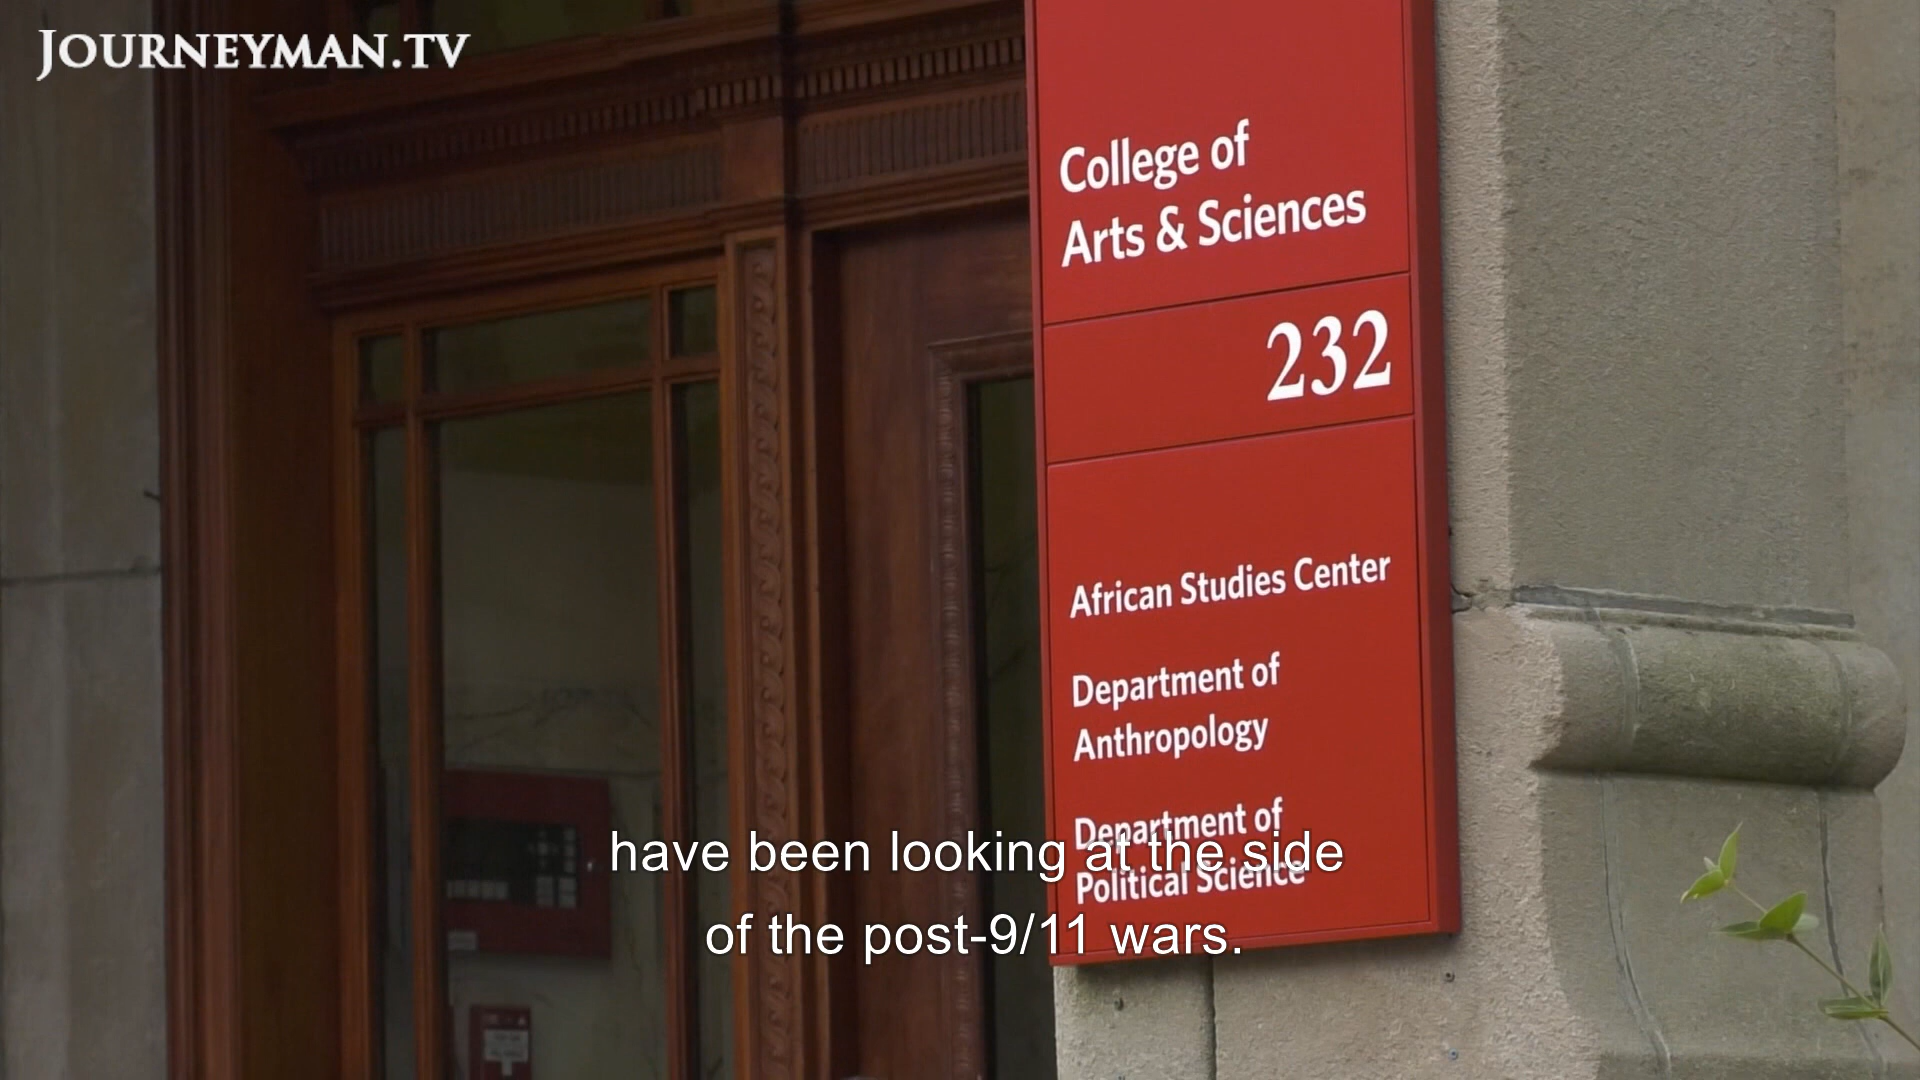 JOURNEYMAN.TV
College of
Arts & Sciences
232
African Studies Center
Department of
Anthropology
Department of
Political Science
have been looking at the side
of the post-9/11 wars.